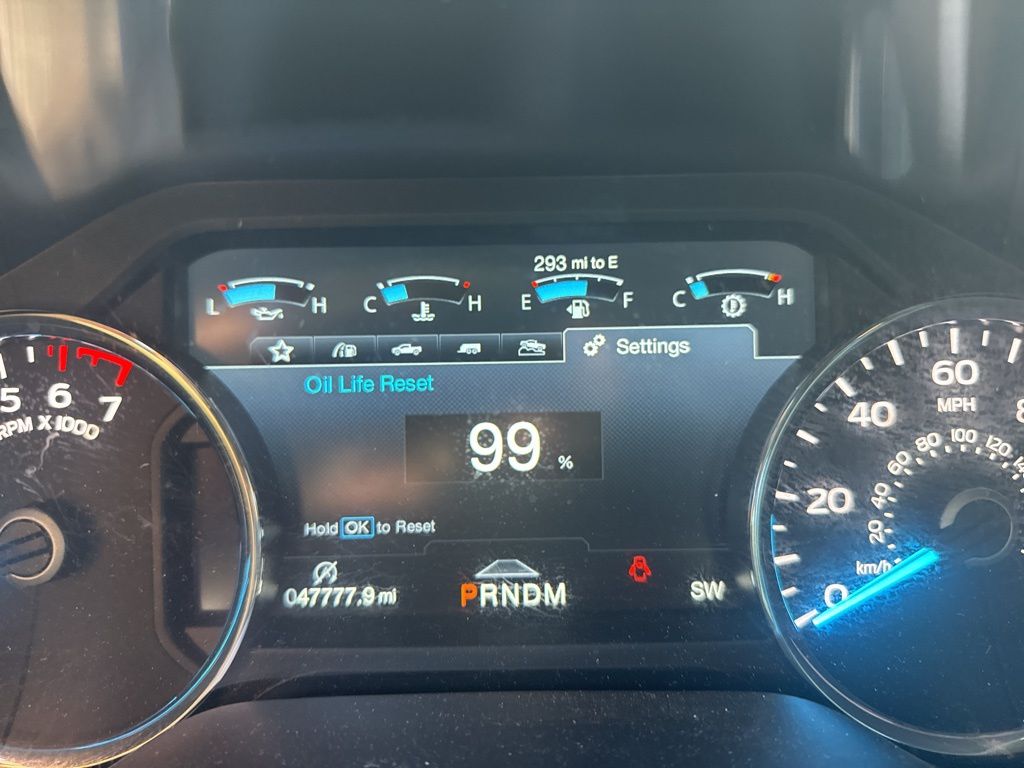 293 mi to E
L H
C H
E F
C H
Settings
Oil Life Reset
99 %
Hold OK to Reset
047777.9 mi
PRNDM
SW
5 6 7
RPM X 1000
0 20 40 60
MPH
20 40 60 80 100 120
km/h